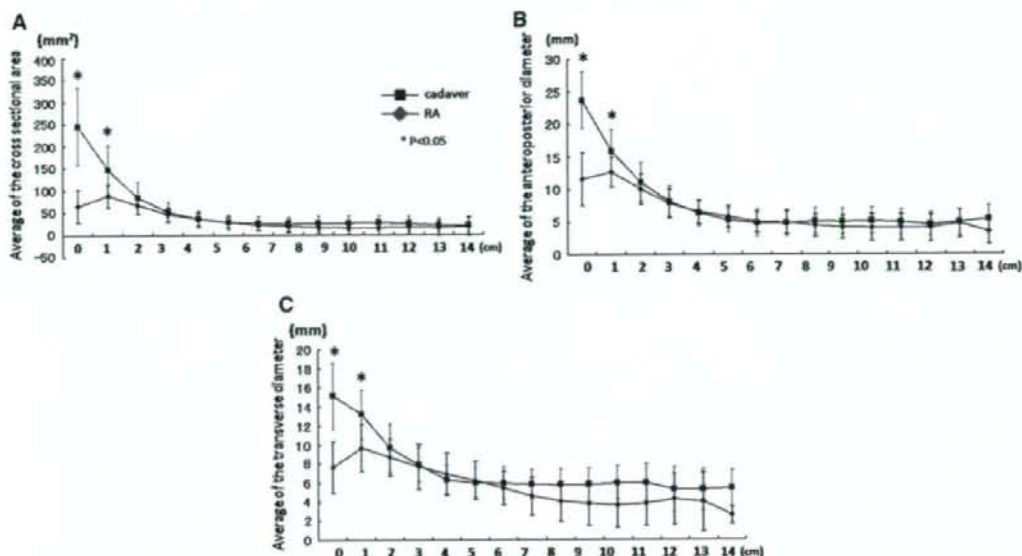 A
(mm²)
Average of the cross sectional area
400
350
300
250
200
150
100
50
0
-50
0 1 2 3 4 5 6 7 8 9 10 11 12 13 14 (cm)
*
*
cadaver
RA
* P<0.05
B
(mm)
Average of the anteroposterior diameter
30
25
20
15
10
5
0
0 1 2 3 4 5 6 7 8 9 10 11 12 13 14 (cm)
*
*
C
(mm)
Average of the transverse diameter
20
18
16
14
12
10
8
6
4
2
0
0 1 2 3 4 5 6 7 8 9 10 11 12 13 14 (cm)
*
*